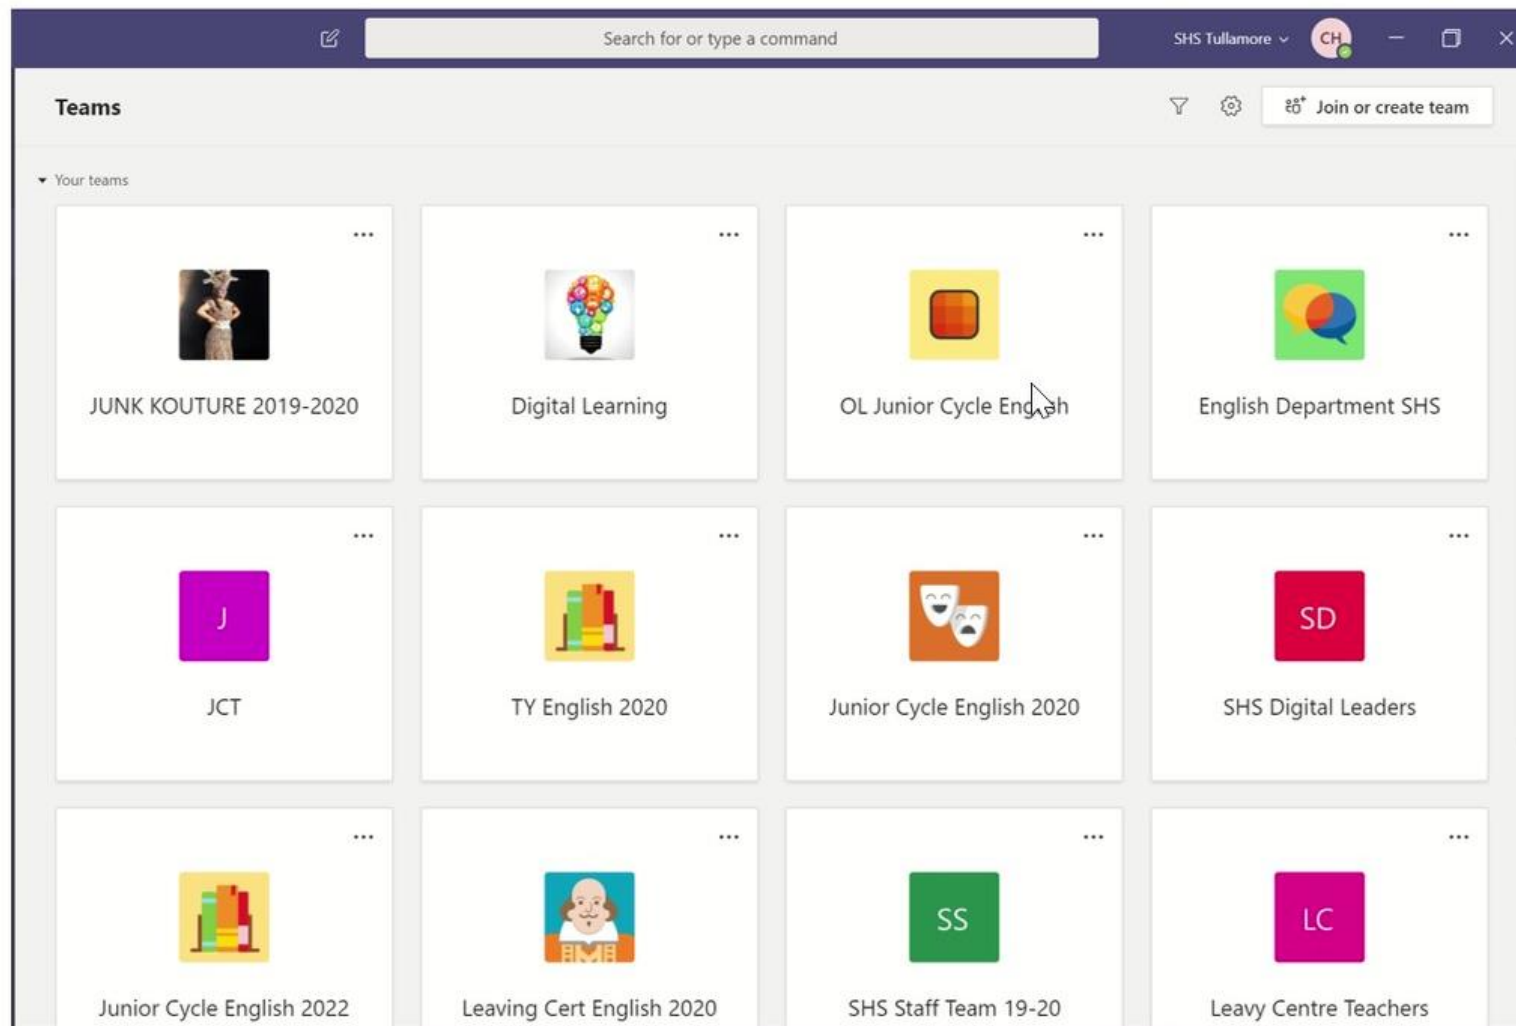 Search for or type a command
SHS Tullamore
CH
Teams
Join or create team
Your teams
JUNK KOUTURE 2019-2020
Digital Learning
OL Junior Cycle English
English Department SHS
J
SD
JCT
TY English 2020
Junior Cycle English 2020
SHS Digital Leaders
SS
LC
Junior Cycle English 2022
Leaving Cert English 2020
SHS Staff Team 19-20
Leavy Centre Teachers